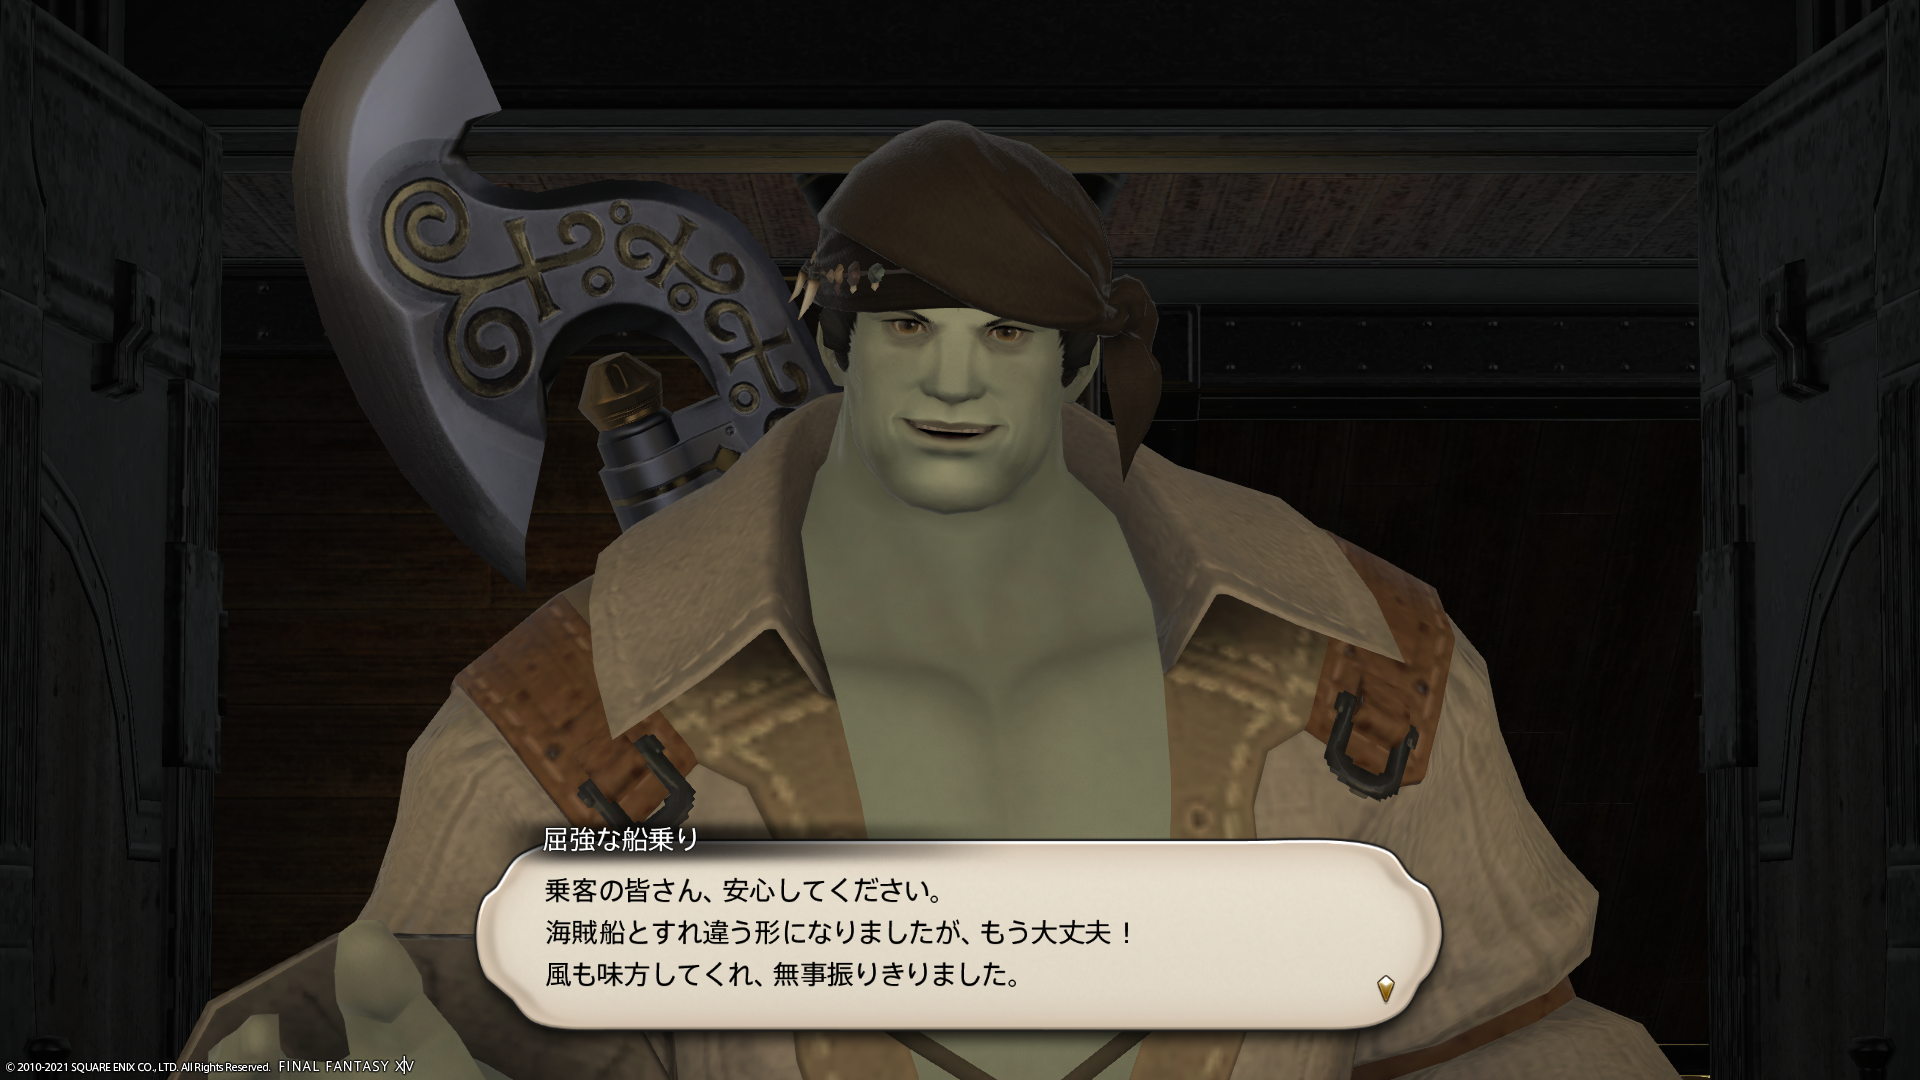 屈強な船乗り
乗客の皆さん、安心してください。
海賊船とすれ違う形になりましたが、もう大丈夫！
風も味方してくれ、無事振りきりました。
© 2010-2021 SQUARE ENIX CO., LTD. All Rights Reserved. FINAL FANTASY XIV